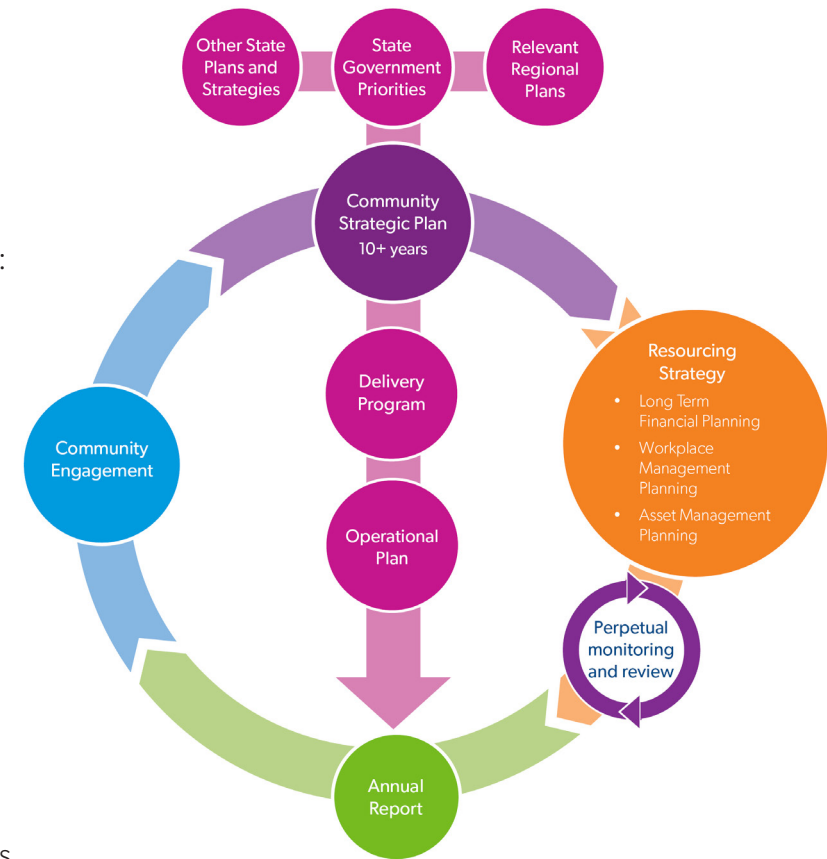 Other State
Plans and
Strategies
State
Government
Priorities
Relevant
Regional
Plans
Community
Strategic Plan
10+ years
:
Resourcing
Strategy
• Long Term
Financial Planning
• Workplace
Management
Planning
• Asset Management
Planning
Delivery
Program
Community
Engagement
Operational
Plan
Perpetual
monitoring
and review
Annual
Report
s